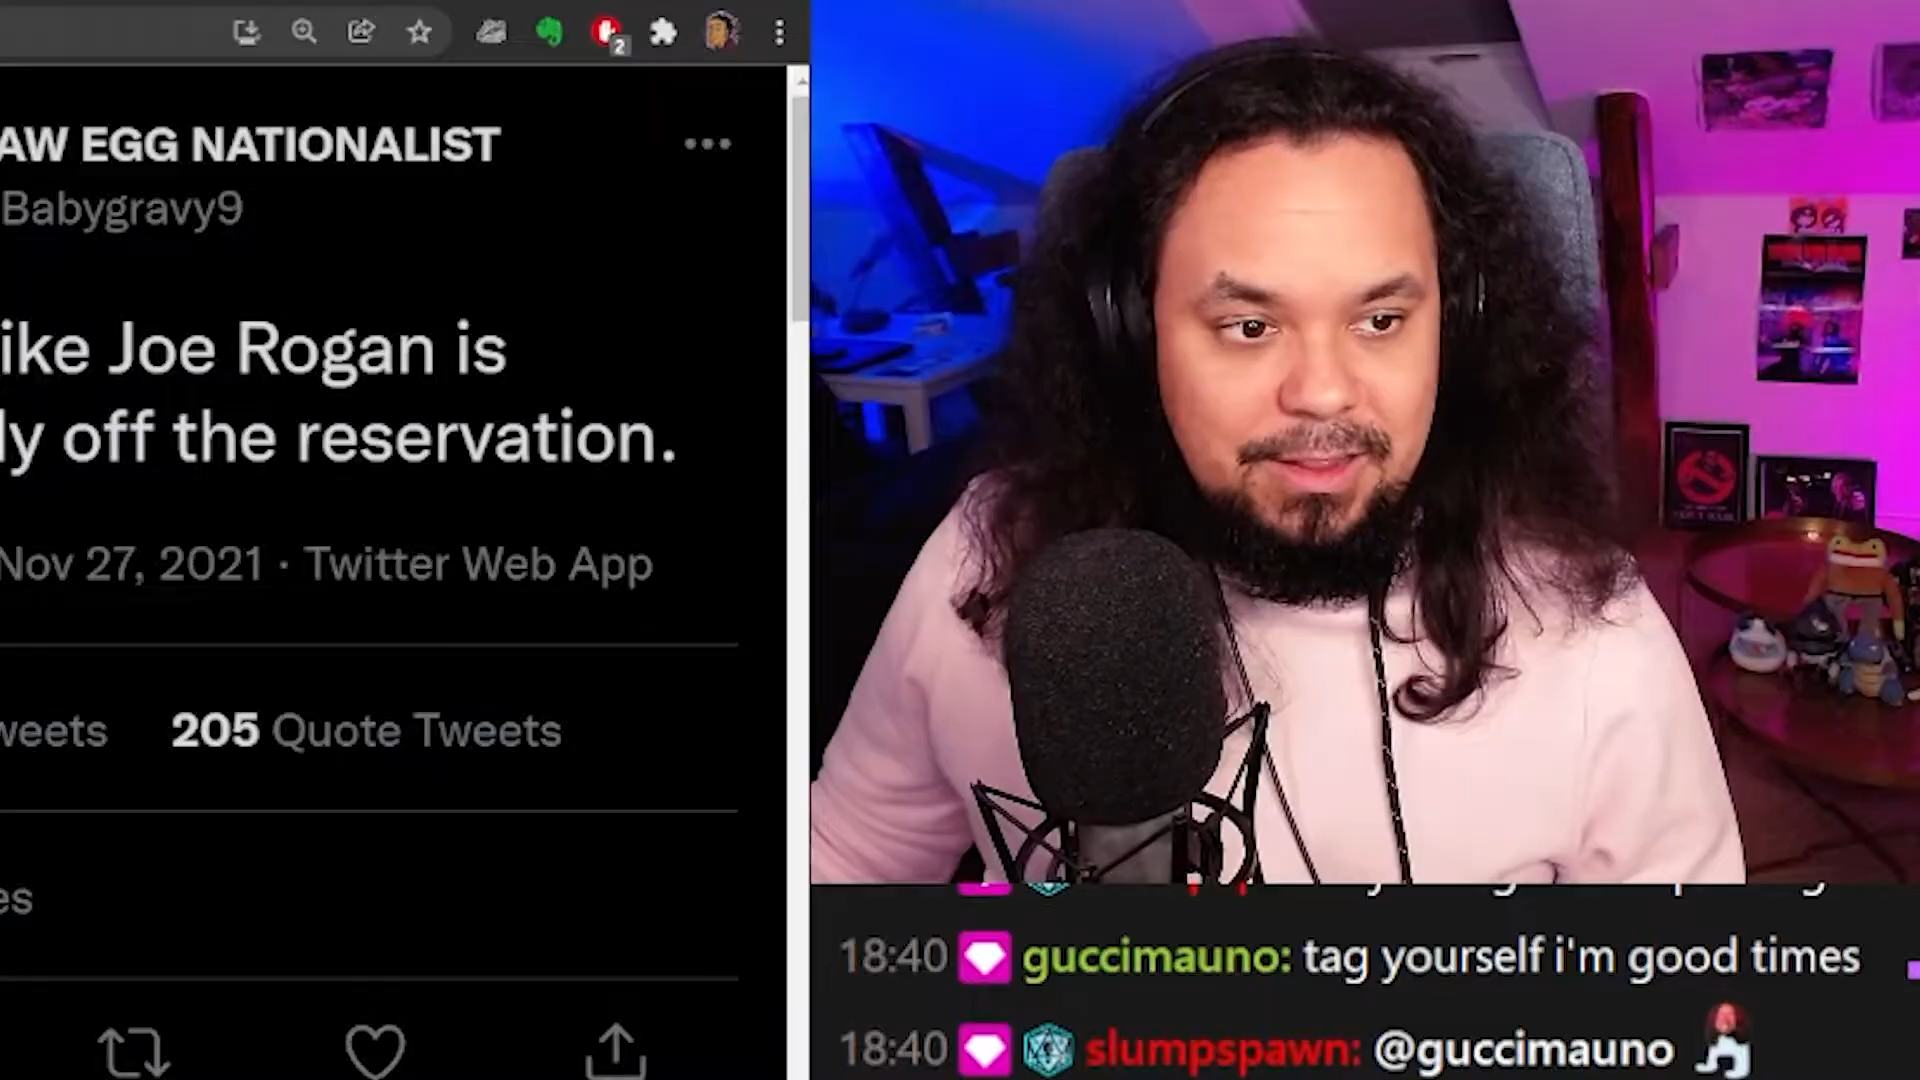 2
AW EGG NATIONALIST
Babygravy9
ike Joe Rogan is
ly off the reservation.
Nov 27, 2021 · Twitter Web App
weets 205 Quote Tweets
es
18:40 guccimauno: tag yourself i'm good times
18:40 slumpspawn: @guccimauno